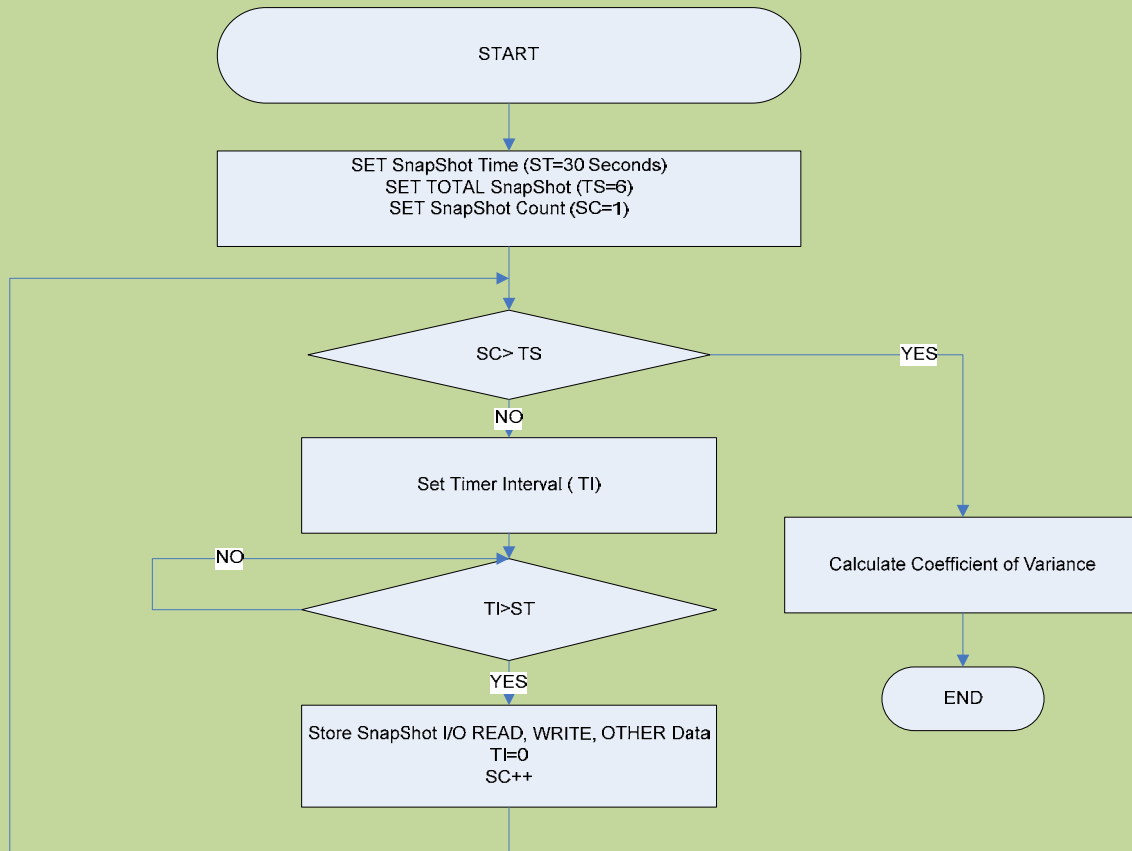 START
SET SnapShot Time (ST=30 Seconds)
SET TOTAL SnapShot (TS=6)
SET SnapShot Count (SC=1)
SC> TS
YES
NO
Set Timer Interval ( TI)
NO
TI>ST
YES
Store SnapShot I/O READ, WRITE, OTHER Data
TI=0
SC++
Calculate Coefficient of Variance
END